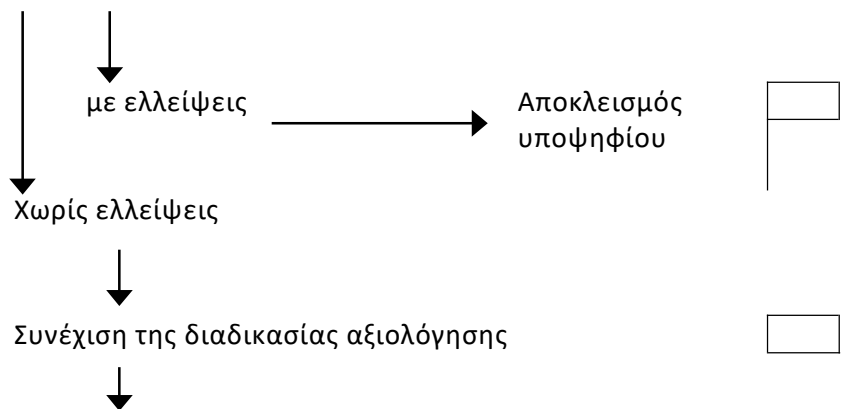 με ελλείψεις
Αποκλεισμός
υποψηφίου
Χωρίς ελλείψεις
Συνέχιση της διαδικασίας αξιολόγησης